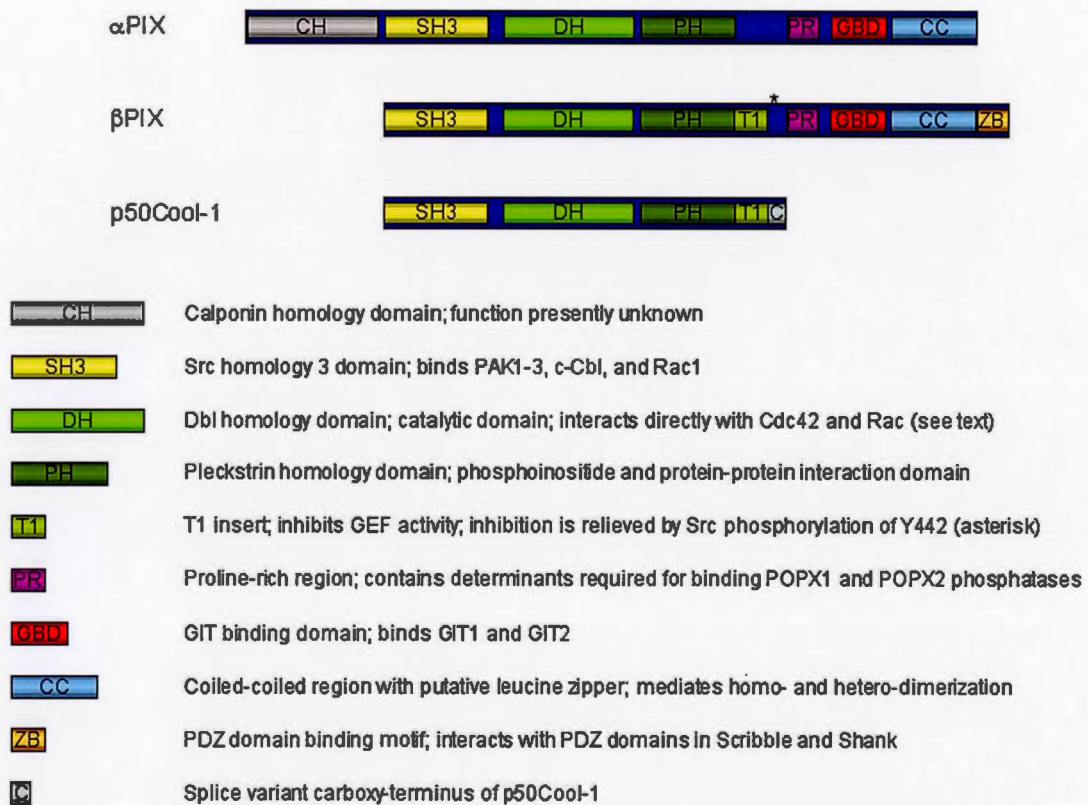 αPIX CH SH3 DH PH PR GBD CC
*
βPIX SH3 DH PH T1 PR GBD CC ZB
p50Cool-1 SH3 DH PH T1 C
CH Calponin homology domain; function presently unknown
SH3 Src homology 3 domain; binds PAK1-3, c-Cbl, and Rac1
DH Dbl homology domain; catalytic domain; interacts directly with Cdc42 and Rac (see text)
PH Pleckstrin homology domain; phosphoinositide and protein-protein interaction domain
T1 T1 insert; inhibits GEF activity; inhibition is relieved by Src phosphorylation of Y442 (asterisk)
PR Proline-rich region; contains determinants required for binding POPX1 and POPX2 phosphatases
GBD GIT binding domain; binds GIT1 and GIT2
CC Coiled-coiled region with putative leucine zipper; mediates homo- and hetero-dimerization
ZB PDZ domain binding motif; interacts with PDZ domains in Scribble and Shank
C Splice variant carboxy-terminus of p50Cool-1